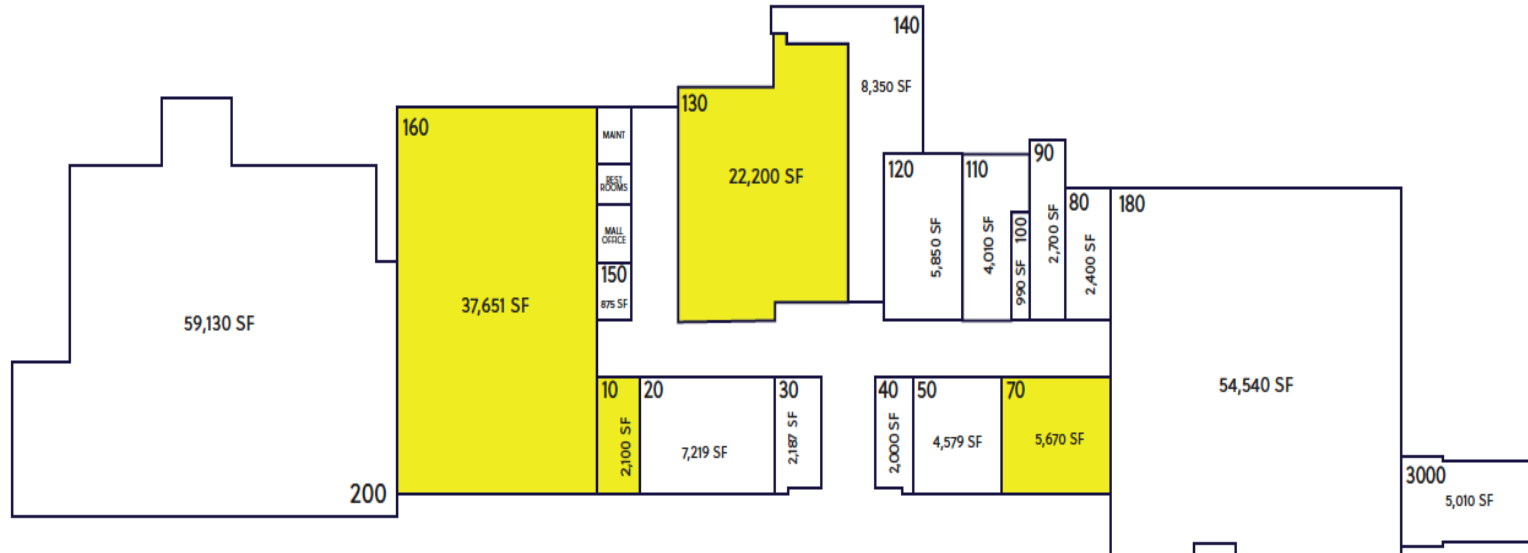 140
8,350 SF
130
22,200 SF
160
37,651 SF
MAINT
REST
ROOMS
MALL
OFFICE
150
875 SF
120
5,850 SF
110
4,010 SF
100
990 SF
90
2,700 SF
80
2,400 SF
180
54,540 SF
59,130 SF
200
10
2,100 SF
20
7,219 SF
30
2,187 SF
40
2,000 SF
50
4,579 SF
70
5,670 SF
3000
5,010 SF